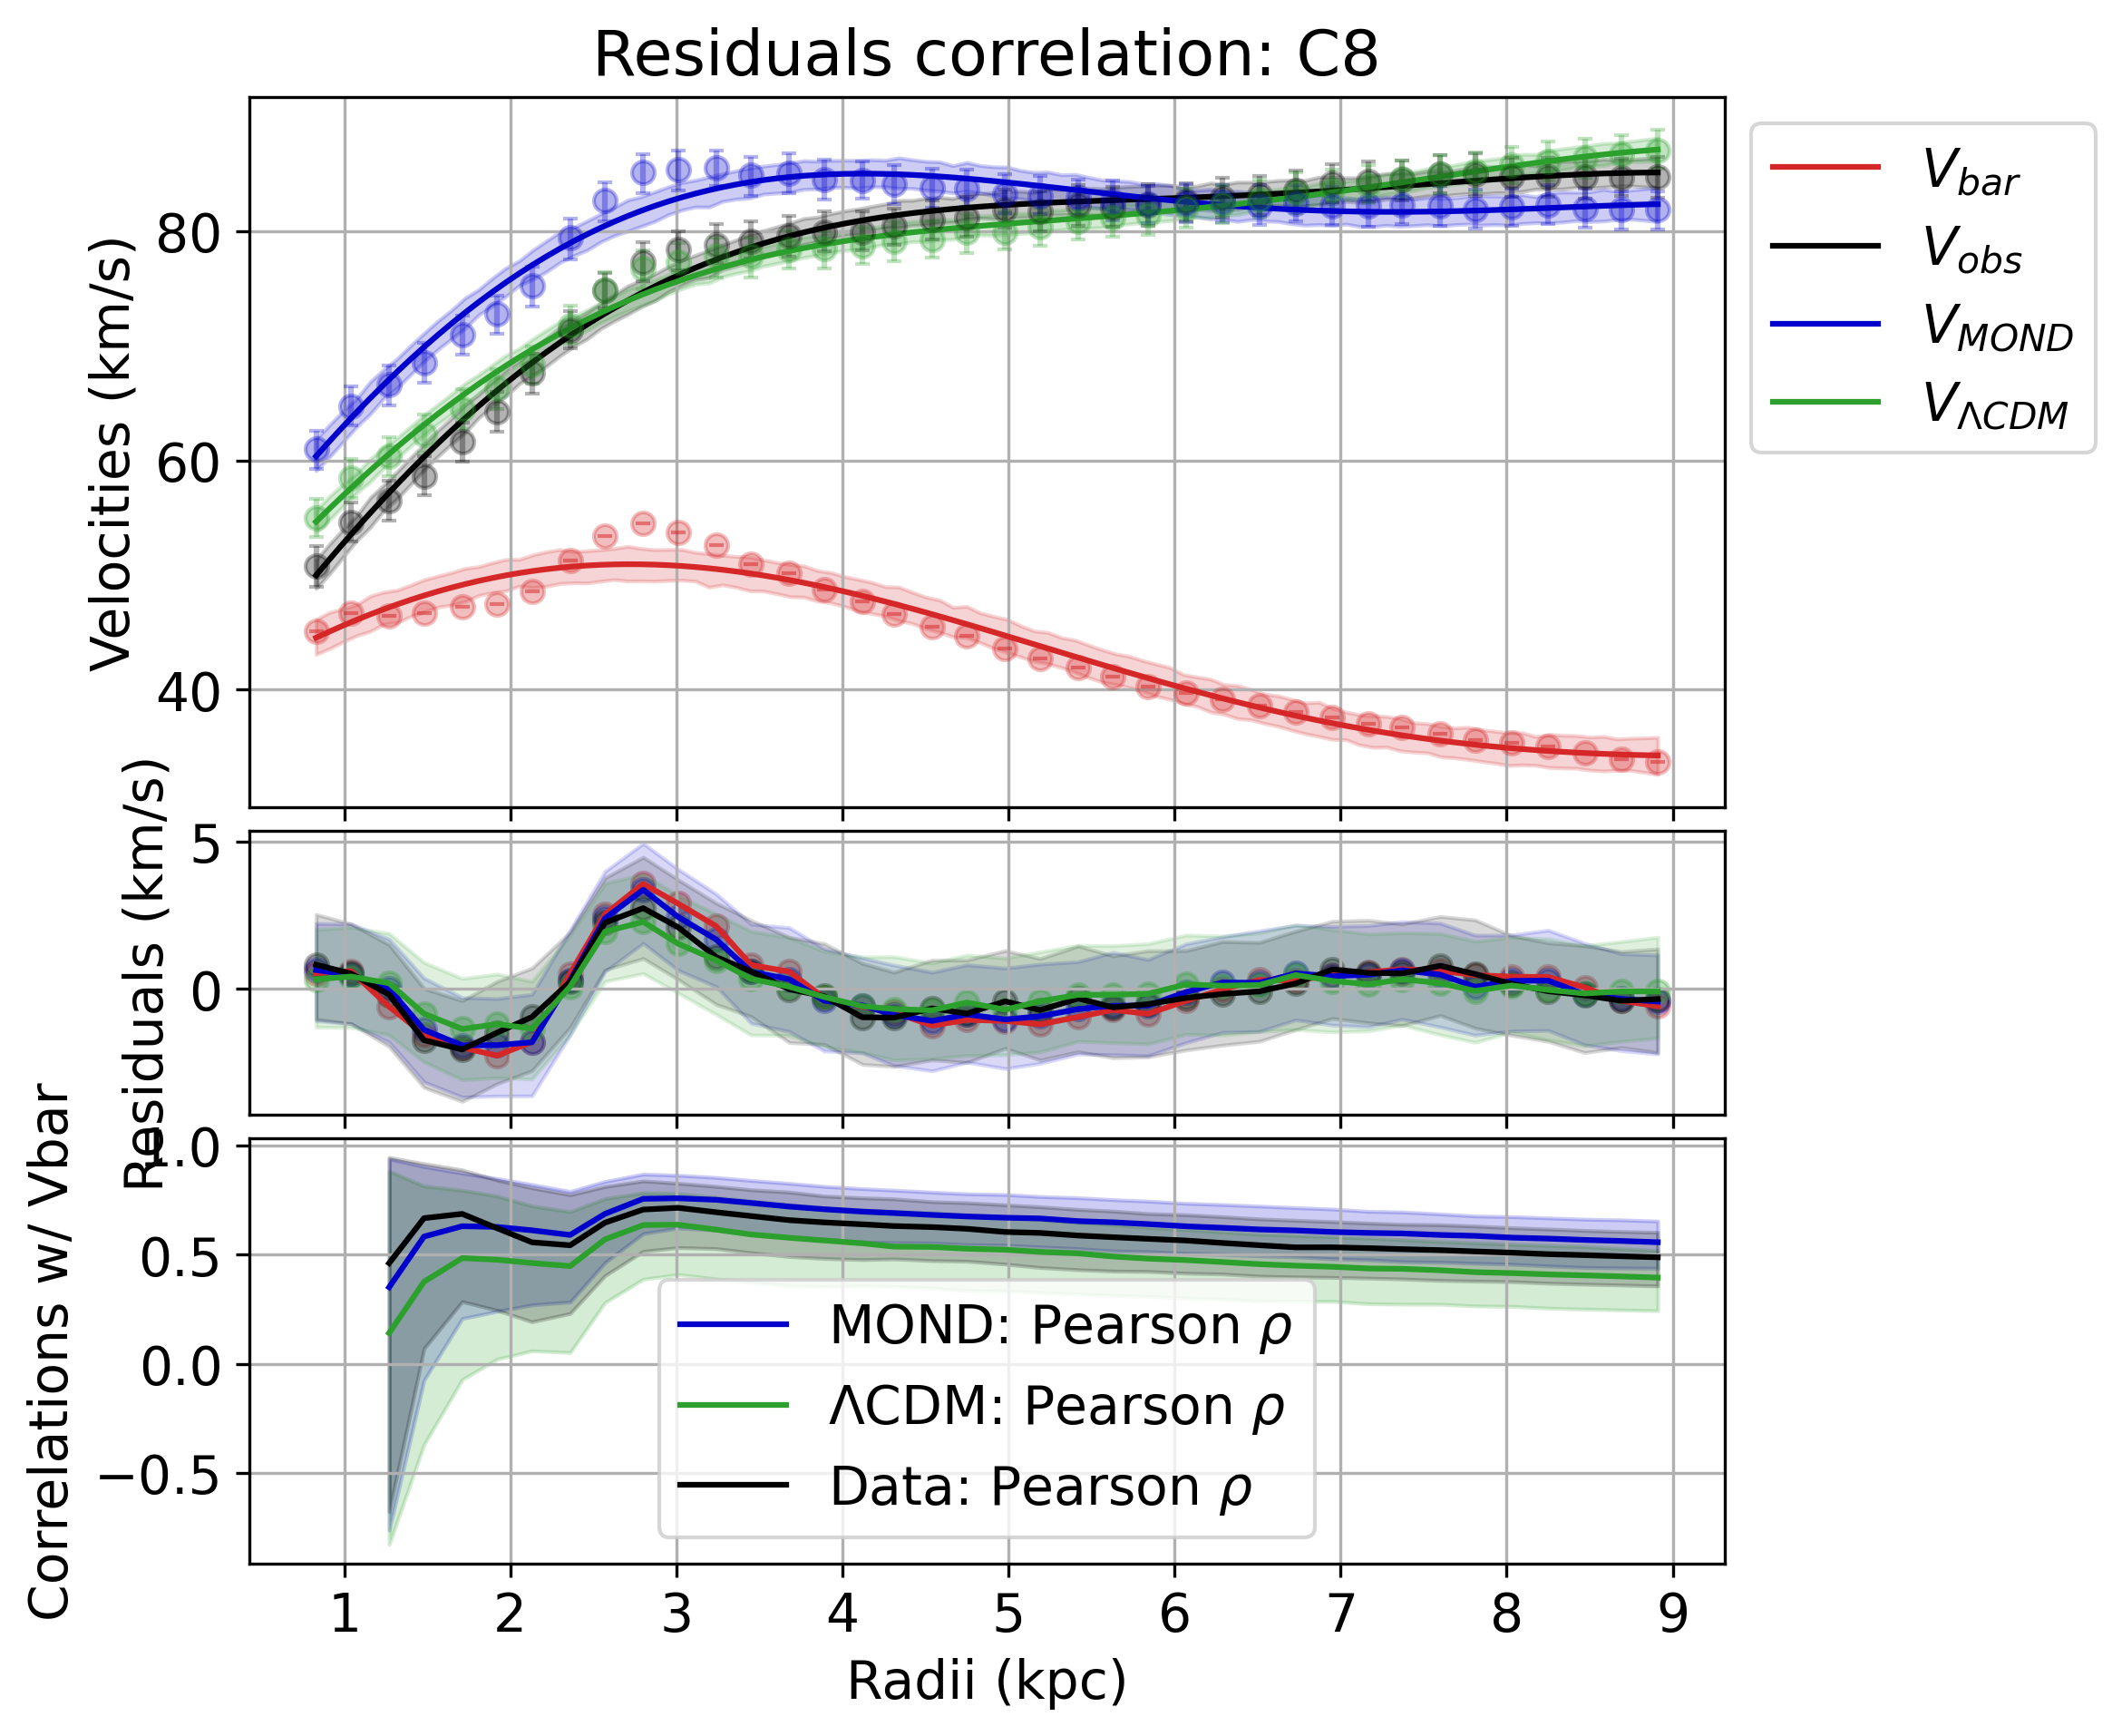 Residuals correlation: C8
Velocities (km/s)
80
60
40
V_bar
V_obs
V_MOND
V_ΛCDM
Residuals (km/s)
5
0
Correlations w/ Vbar
1.0
0.5
0.0
−0.5
MOND: Pearson ρ
ΛCDM: Pearson ρ
Data: Pearson ρ
1 2 3 4 5 6 7 8 9
Radii (kpc)